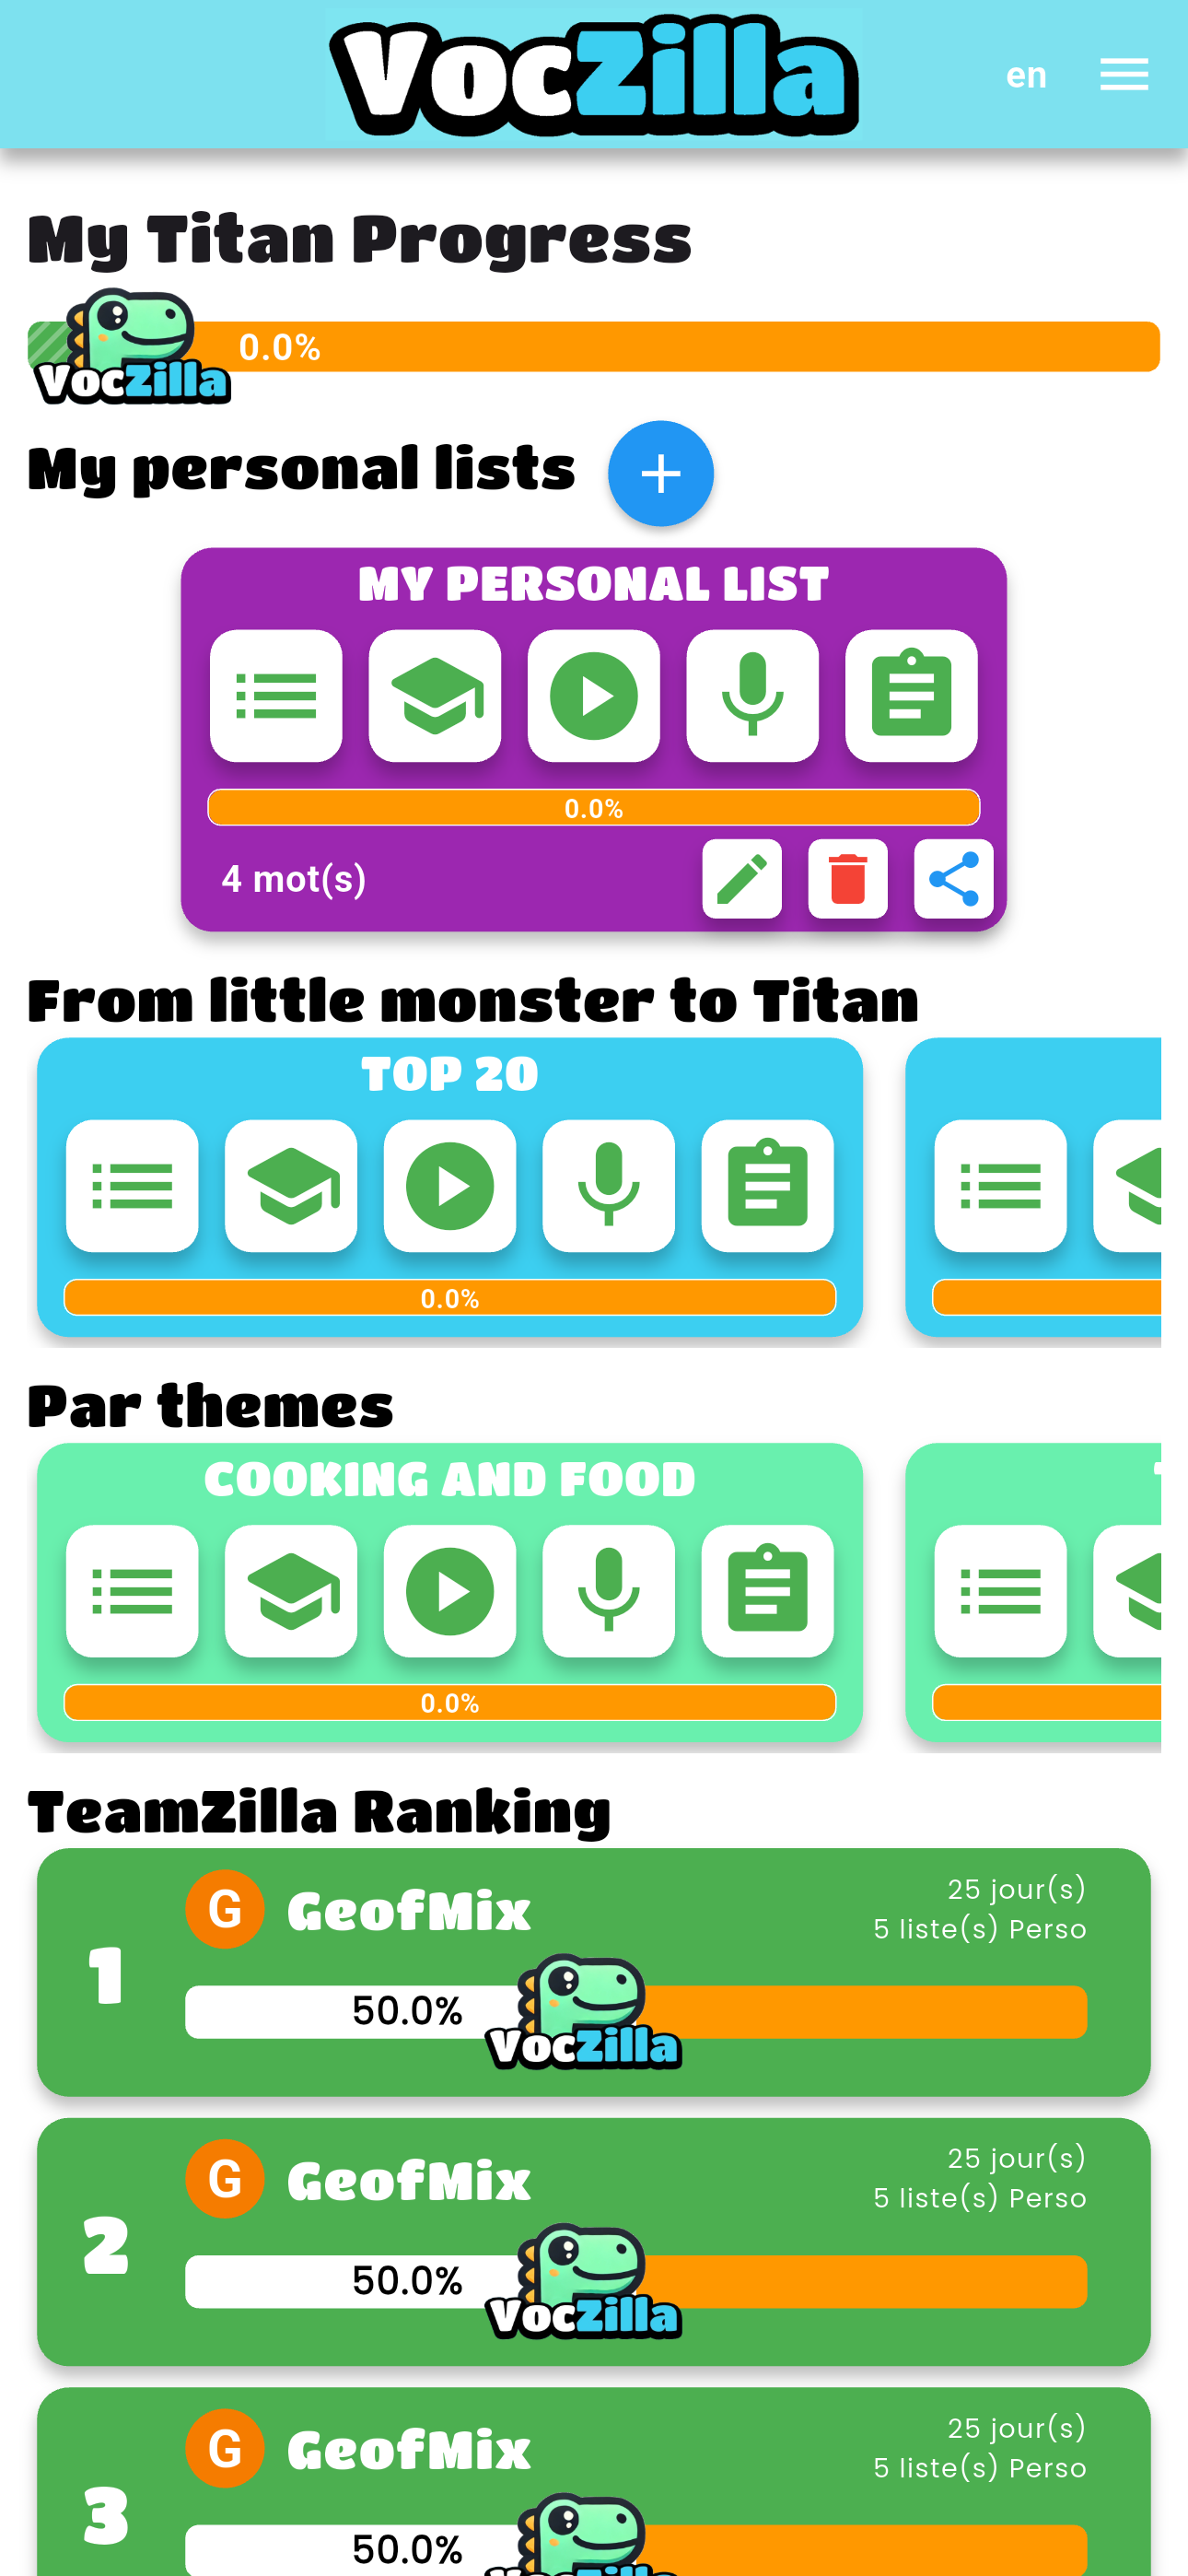 VocZilla
en
My Titan Progress
0.0%
VocZilla
My personal lists
MY PERSONAL LIST
0.0%
4 mot(s)
From little monster to Titan
TOP 20
0.0%
Par themes
COOKING AND FOOD
0.0%
TeamZilla Ranking
G GeofMix
25 jour(s)
5 liste(s) Perso
1
50.0%
VocZilla
G GeofMix
25 jour(s)
5 liste(s) Perso
2
50.0%
VocZilla
G GeofMix
25 jour(s)
5 liste(s) Perso
3
50.0%